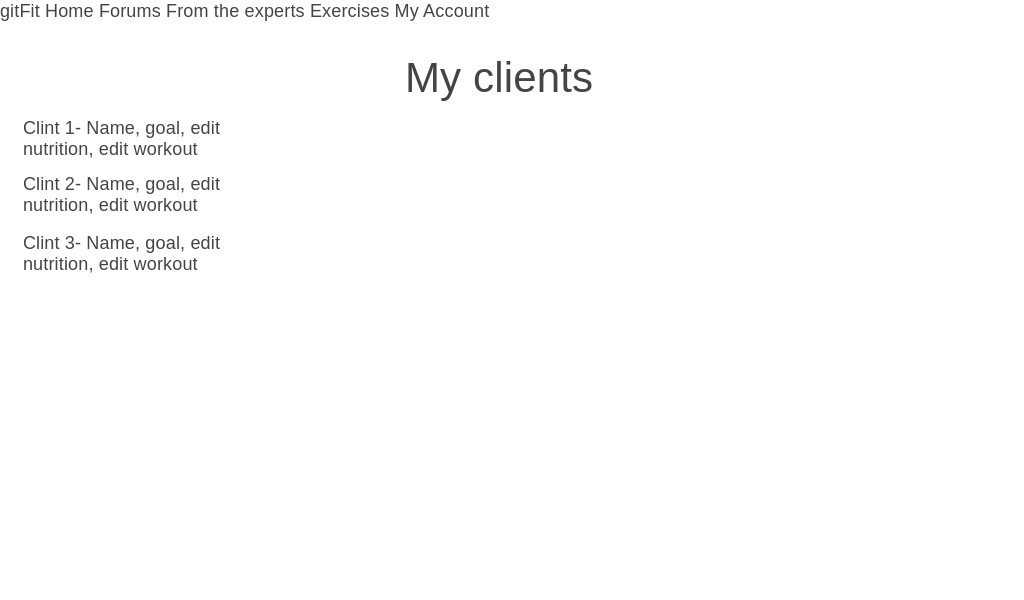 gitFit Home Forums From the experts Exercises My Account
My clients
Clint 1- Name, goal, edit
nutrition, edit workout
Clint 2- Name, goal, edit
nutrition, edit workout
Clint 3- Name, goal, edit
nutrition, edit workout